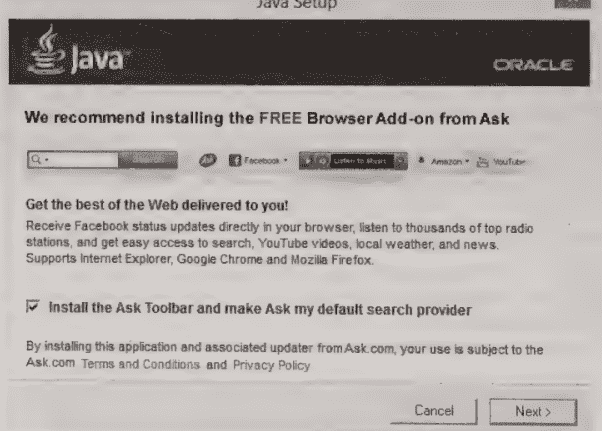 Java Setup
Java
ORACLE
We recommend installing the FREE Browser Add-on from Ask
Facebook
Listen to Music
Amazon
YouTube
Get the best of the Web delivered to you!
Receive Facebook status updates directly in your browser, listen to thousands of top radio
stations, and get easy access to search, YouTube videos, local weather, and news.
Supports Internet Explorer, Google Chrome and Mozilla Firefox.
Install the Ask Toolbar and make Ask my default search provider
By installing this application and associated updater from Ask.com, your use is subject to the
Ask.com Terms and Conditions and Privacy Policy
Cancel
Next >